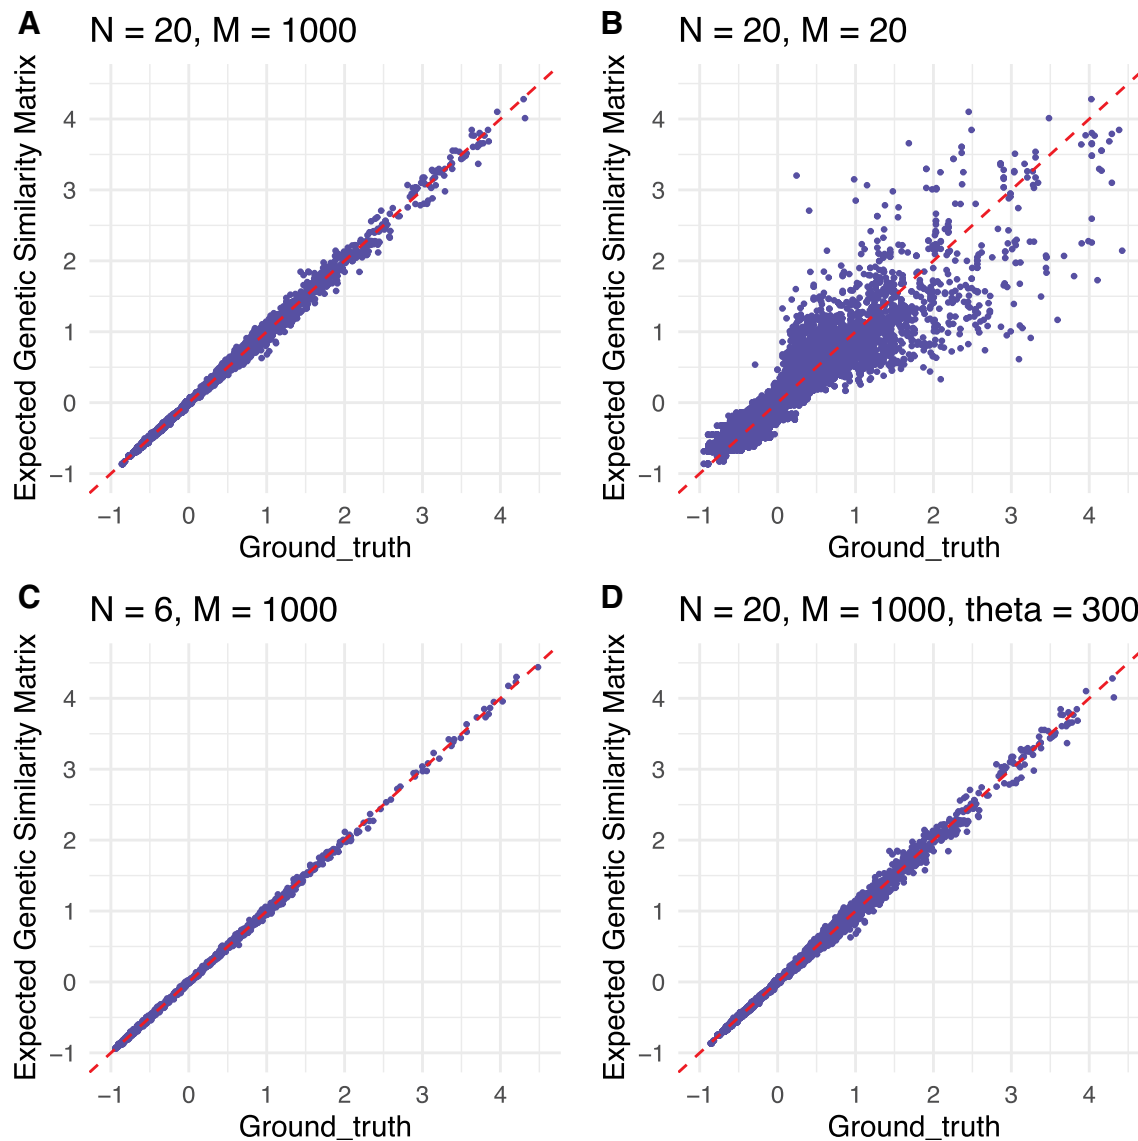 A N = 20, M = 1000
Expected Genetic Similarity Matrix
4
3
2
1
0
−1
−1 0 1 2 3 4
Ground_truth
B N = 20, M = 20
Expected Genetic Similarity Matrix
4
3
2
1
0
−1
−1 0 1 2 3 4
Ground_truth
C N = 6, M = 1000
Expected Genetic Similarity Matrix
4
3
2
1
0
−1
−1 0 1 2 3 4
Ground_truth
D N = 20, M = 1000, theta = 300
Expected Genetic Similarity Matrix
4
3
2
1
0
−1
−1 0 1 2 3 4
Ground_truth